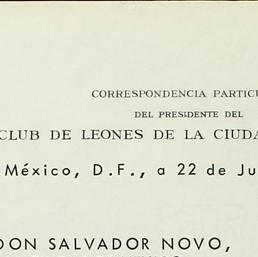 CORRESPONDENCIA PARTICU
DEL PRESIDENTE DEL
CLUB DE LEONES DE LA CIUDA
México, D.F., a 22 de Ju
DON SALVADOR NOVO,